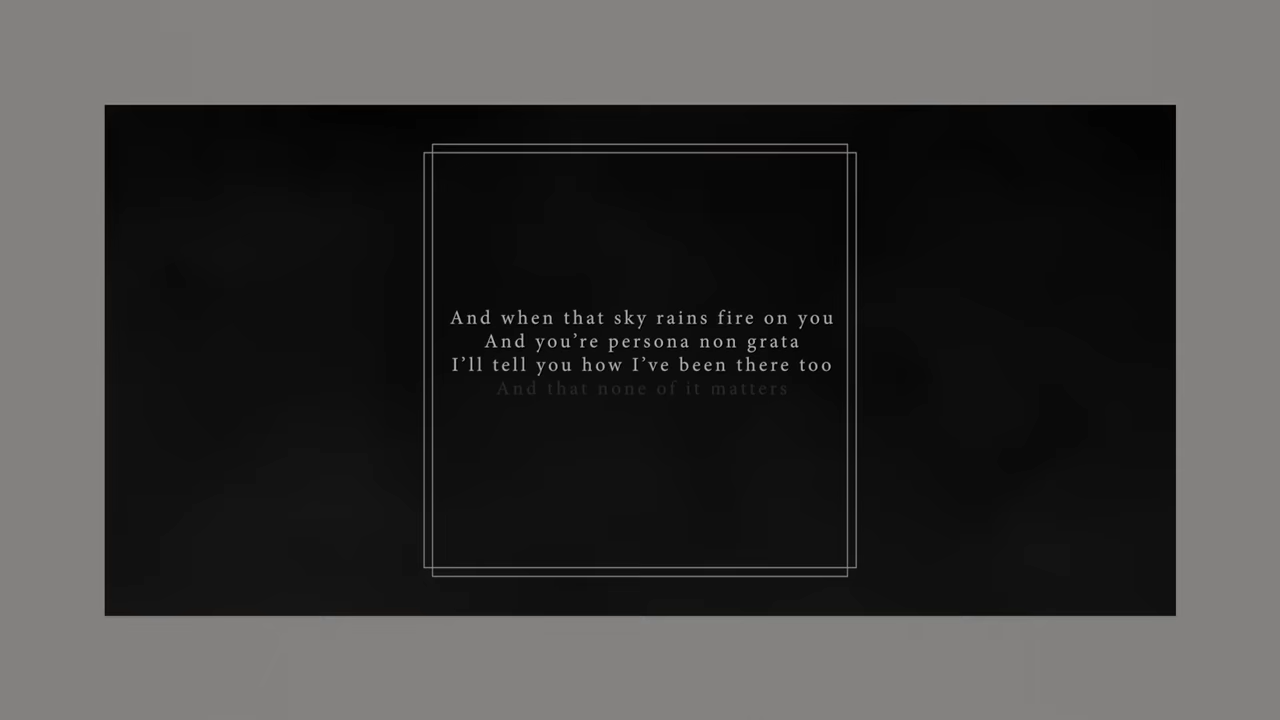 And when that sky rains fire on you
And you’re persona non grata
I’ll tell you how I’ve been there too
And that none of it matters